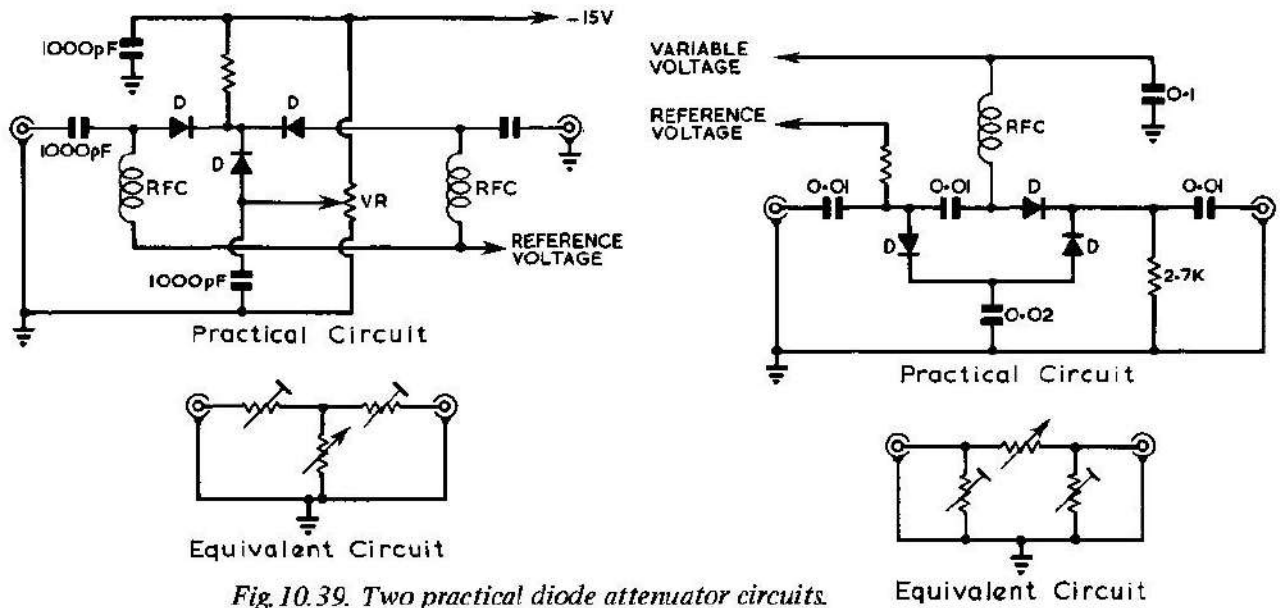 1000pF
-15V
D
D
1000pF
D
RFC
VR
RFC
REFERENCE
VOLTAGE
1000pF
Practical Circuit
Equivalent Circuit
VARIABLE
VOLTAGE
REFERENCE
VOLTAGE
0.1
RFC
0.01
0.01
D
0.01
D
D
2.7K
0.02
Practical Circuit
Equivalent Circuit
Fig. 10.39. Two practical diode attenuator circuits.